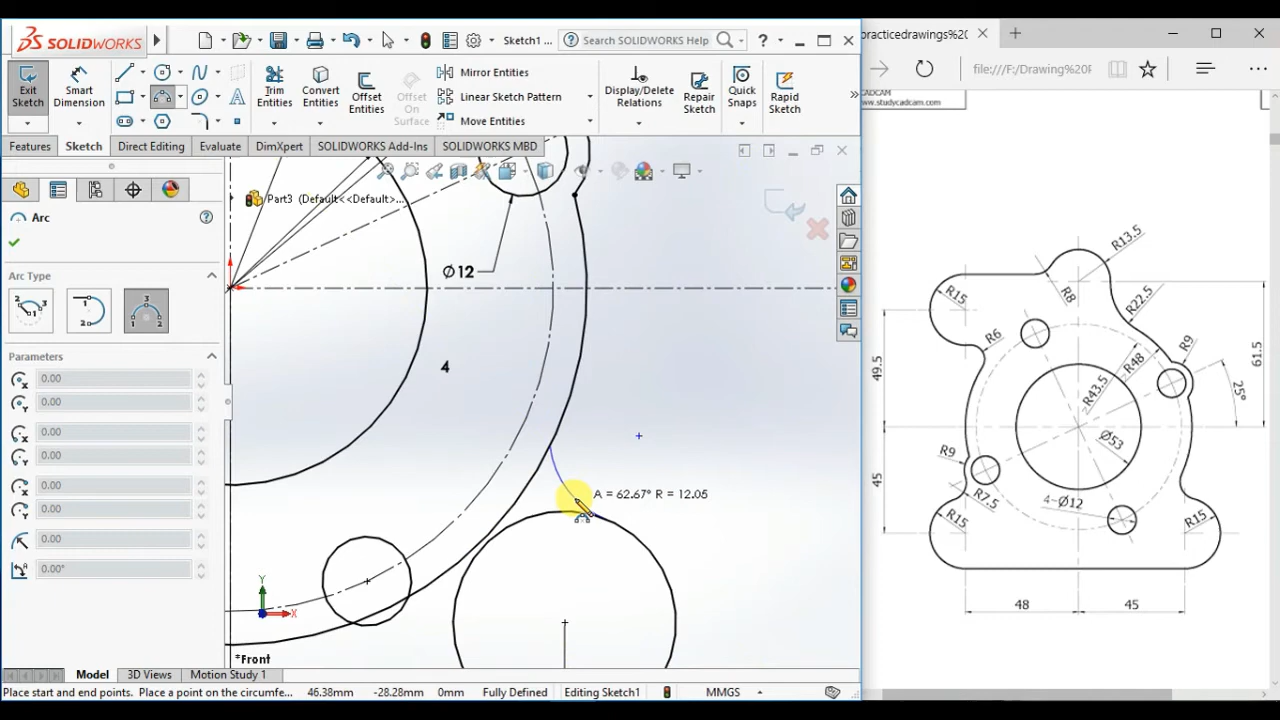 SOLIDWORKS
Sketch1 ...
Search SOLIDWORKS Help
?
practicedrawings%20
file:///F:/Drawing%20
Exit Sketch
Smart Dimension
Trim Entities
Convert Entities
Offset Entities
Offset On Surface
Mirror Entities
Linear Sketch Pattern
Move Entities
Display/Delete Relations
Repair Sketch
Quick Snaps
Rapid Sketch
Features
Sketch
Direct Editing
Evaluate
DimXpert
SOLIDWORKS Add-Ins
SOLIDWORKS MBD
Part3 (Default<<Default>...
Arc
Arc Type
Parameters
0.00
0.00
0.00
0.00
0.00
0.00
0.00
0.00°
Ø12
4
A = 62.67° R = 12.05
Y
X
*Front
Model
3D Views
Motion Study 1
Place start and end points. Place a point on the circumfe...
46.38mm
-28.28mm
0mm
Fully Defined
Editing Sketch1
MMGS
CADCAM
www.studycadcam.com
R13.5
R15
R8
R22.5
R6
R9
R48
61.5
49.5
R43.5
25°
Ø53
R9
45
R7.5
4-Ø12
R15
R15
48
45